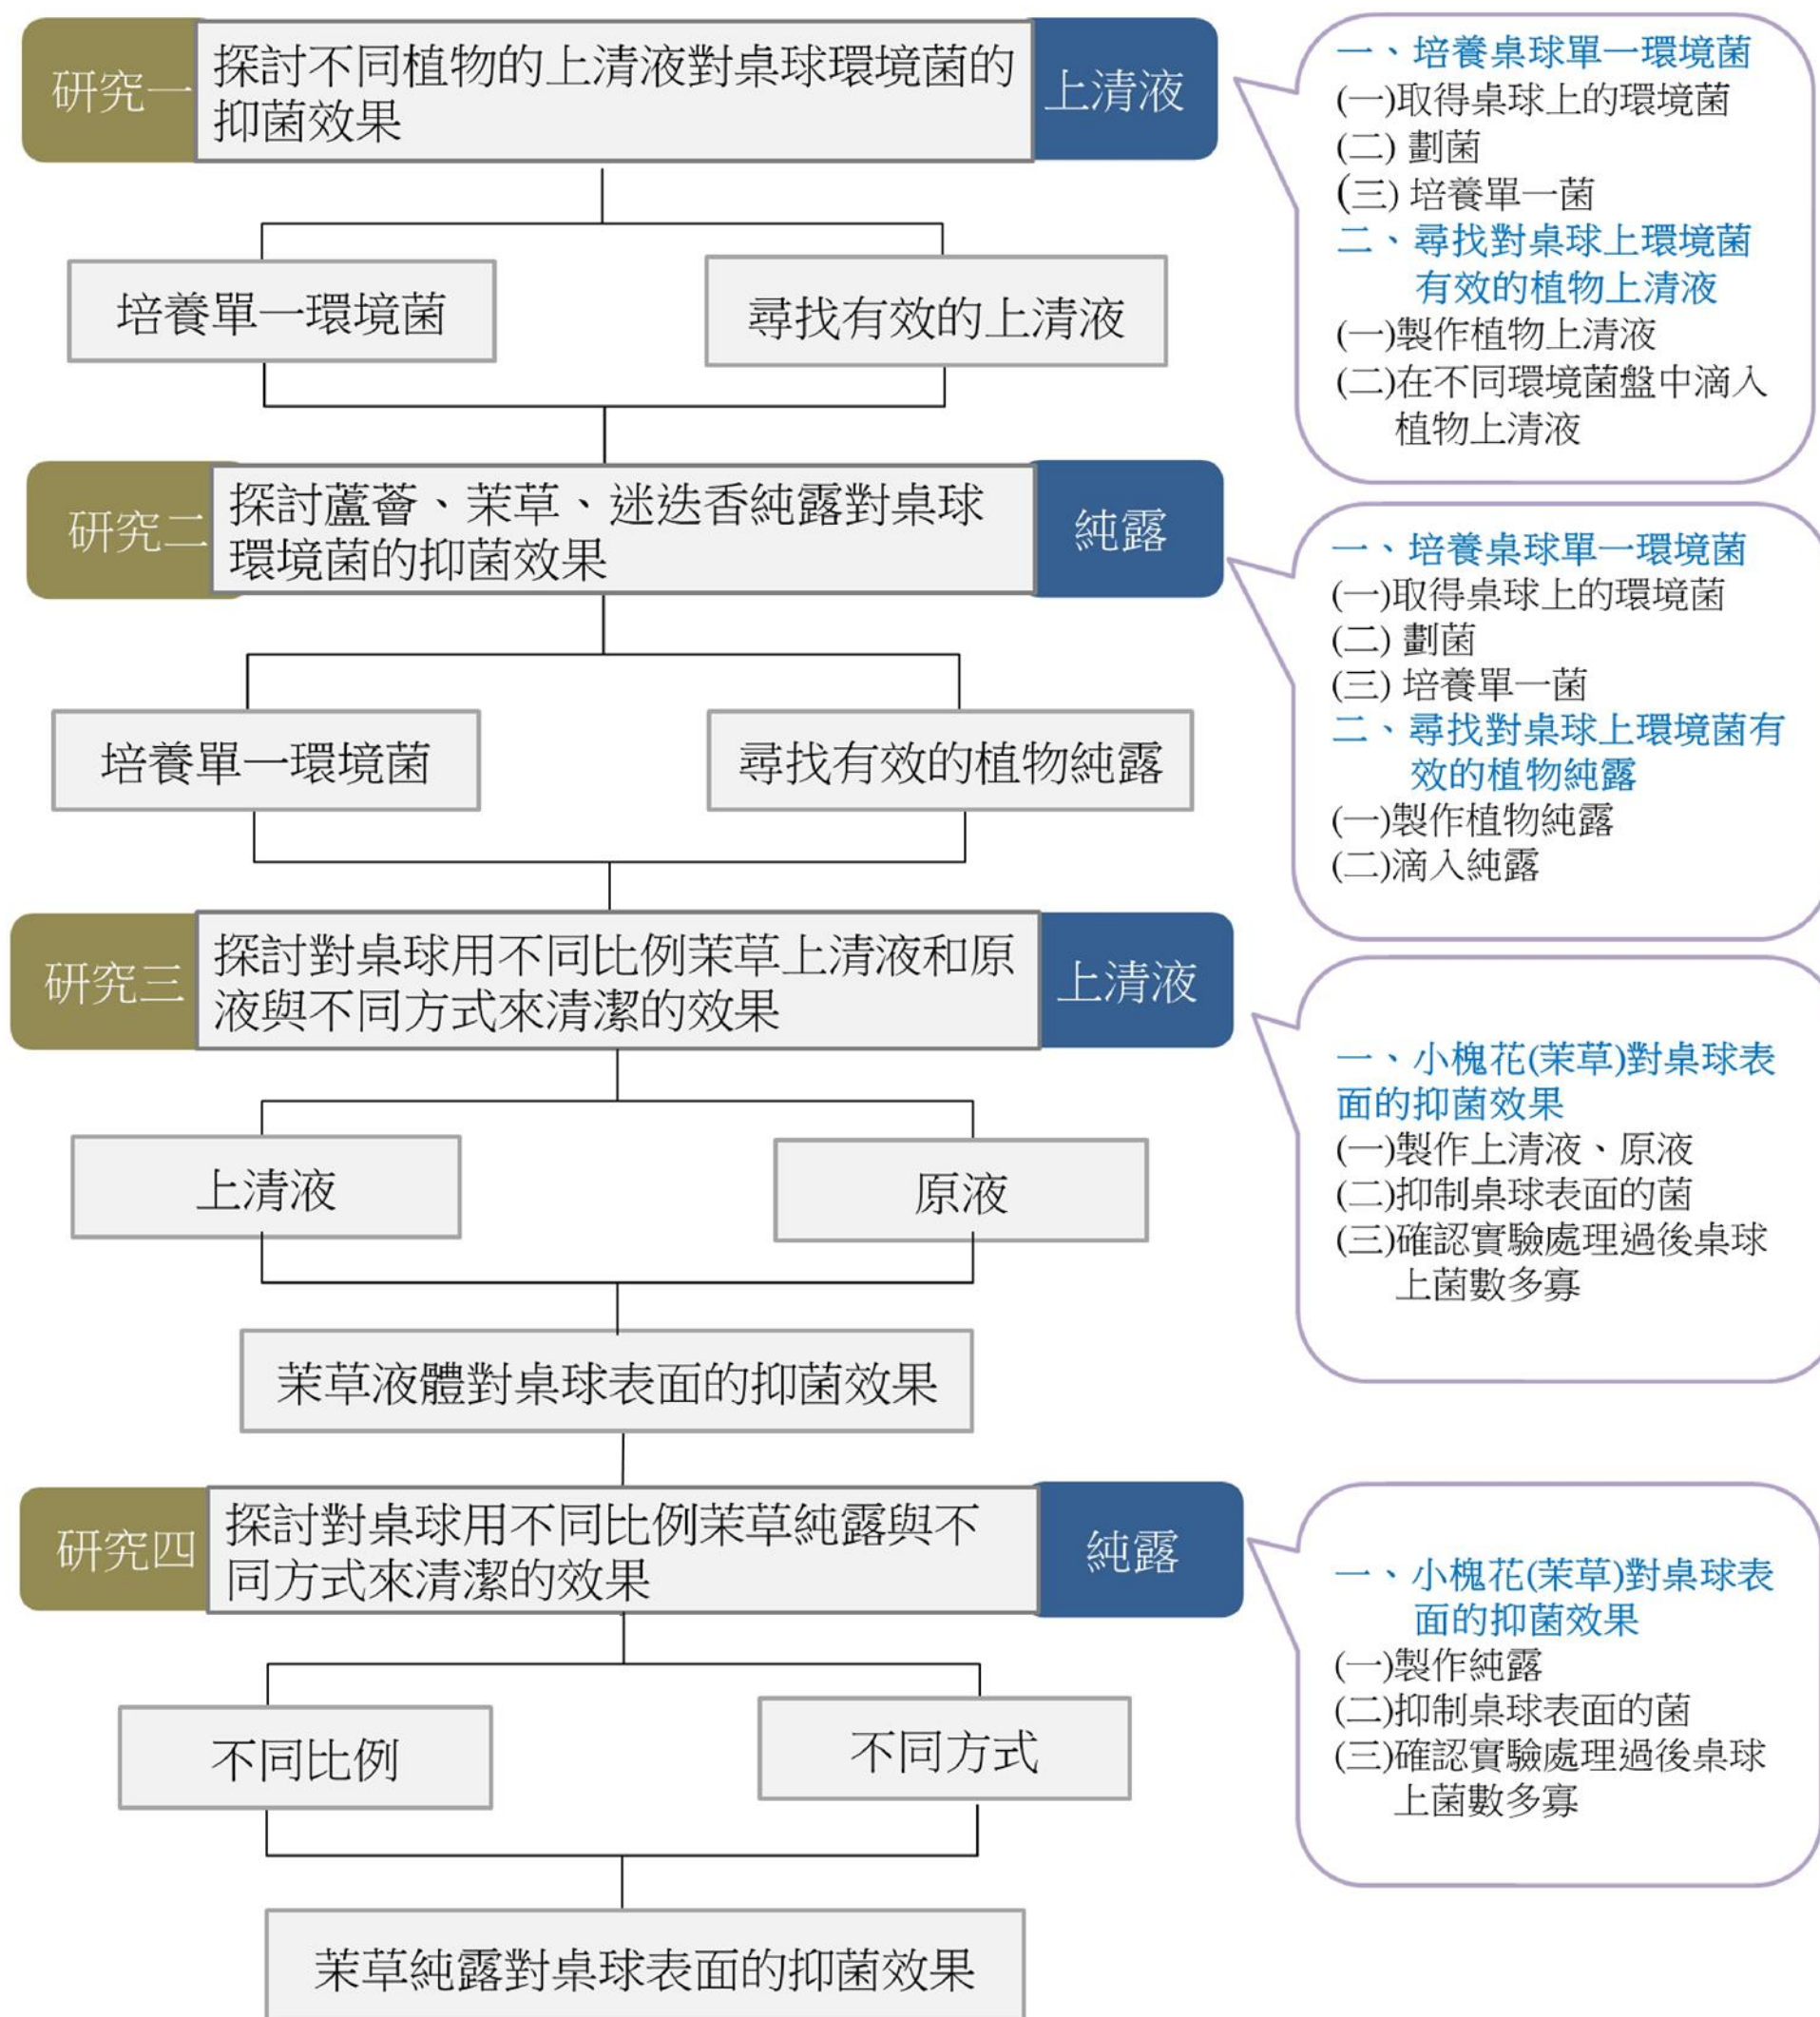 研究一
探討不同植物的上清液對桌球環境菌的
抑菌效果
上清液
一、培養桌球單一環境菌
(一)取得桌球上的環境菌
(二) 劃菌
(三) 培養單一菌
二、尋找對桌球上環境菌
有效的植物上清液
(一)製作植物上清液
(二)在不同環境菌盤中滴入
植物上清液
培養單一環境菌
尋找有效的上清液
研究二
探討蘆薈、茉草、迷迭香純露對桌球
環境菌的抑菌效果
純露
一、培養桌球單一環境菌
(一)取得桌球上的環境菌
(二) 劃菌
(三) 培養單一菌
二、尋找對桌球上環境菌有
效的植物純露
(一)製作植物純露
(二)滴入純露
培養單一環境菌
尋找有效的植物純露
研究三
探討對桌球用不同比例茉草上清液和原
液與不同方式來清潔的效果
上清液
一、小槐花(茉草)對桌球表
面的抑菌效果
(一)製作上清液、原液
(二)抑制桌球表面的菌
(三)確認實驗處理過後桌球
上菌數多寡
上清液
原液
茉草液體對桌球表面的抑菌效果
研究四
探討對桌球用不同比例茉草純露與不
同方式來清潔的效果
純露
一、小槐花(茉草)對桌球表
面的抑菌效果
(一)製作純露
(二)抑制桌球表面的菌
(三)確認實驗處理過後桌球
上菌數多寡
不同比例
不同方式
茉草純露對桌球表面的抑菌效果